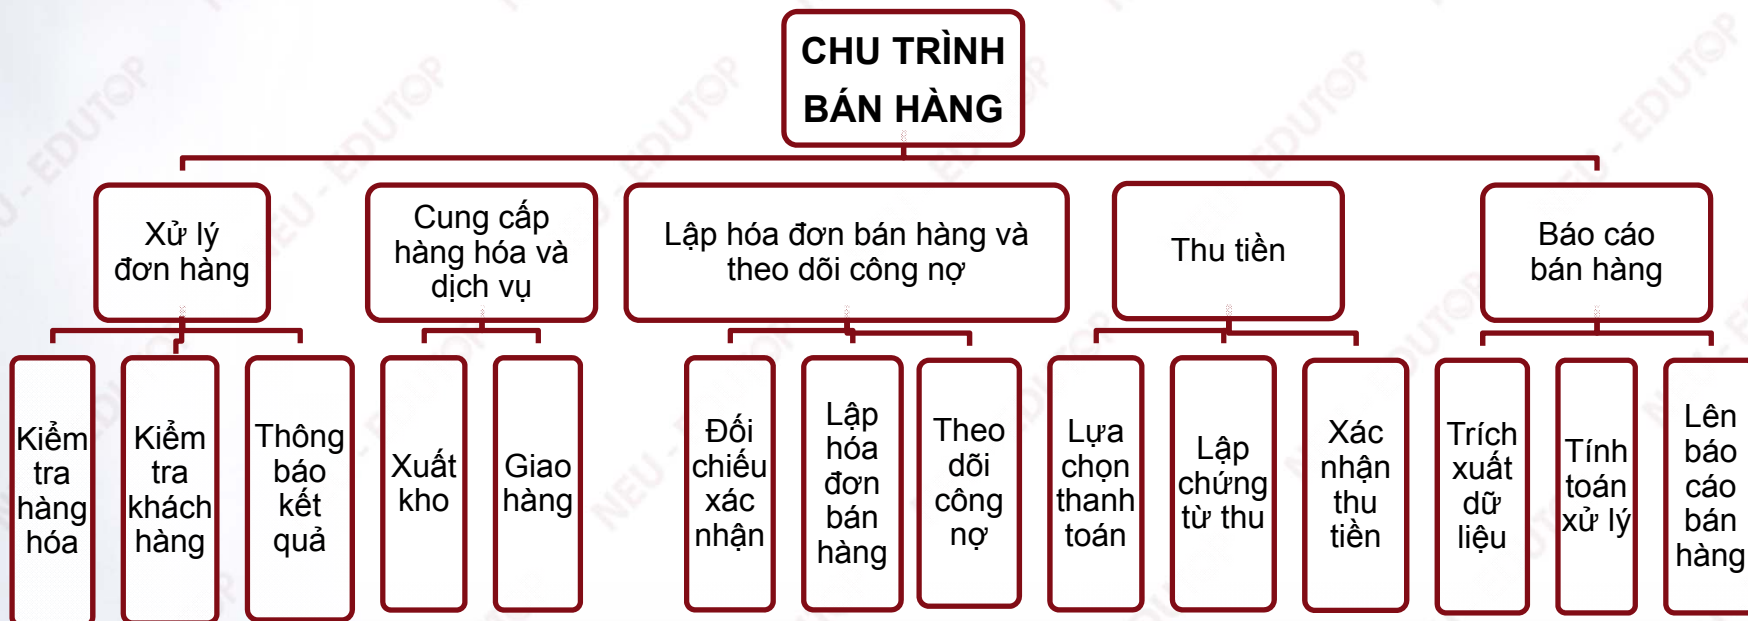 CHU TRÌNH
BÁN HÀNG
Xử lý
đơn hàng
Cung cấp
hàng hóa và
dịch vụ
Lập hóa đơn bán hàng và
theo dõi công nợ
Thu tiền
Báo cáo
bán hàng
Kiểm
tra
hàng
hóa
Kiểm
tra
khách
hàng
Thông
báo
kết
quả
Xuất
kho
Giao
hàng
Đối
chiếu
xác
nhận
Lập
hóa
đơn
bán
hàng
Theo
dõi
công
nợ
Lựa
chọn
thanh
toán
Lập
chứng
từ thu
Xác
nhận
thu
tiền
Trích
xuất
dữ
liệu
Tính
toán
xử lý
Lên
báo
cáo
bán
hàng
NEU - EDUTOP